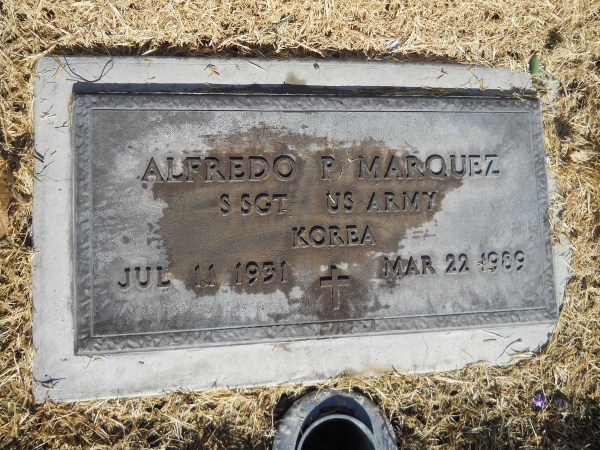 ALFREDO P MARQUEZ
S SGT US ARMY
KOREA
JUL 11 1931 MAR 22 1989